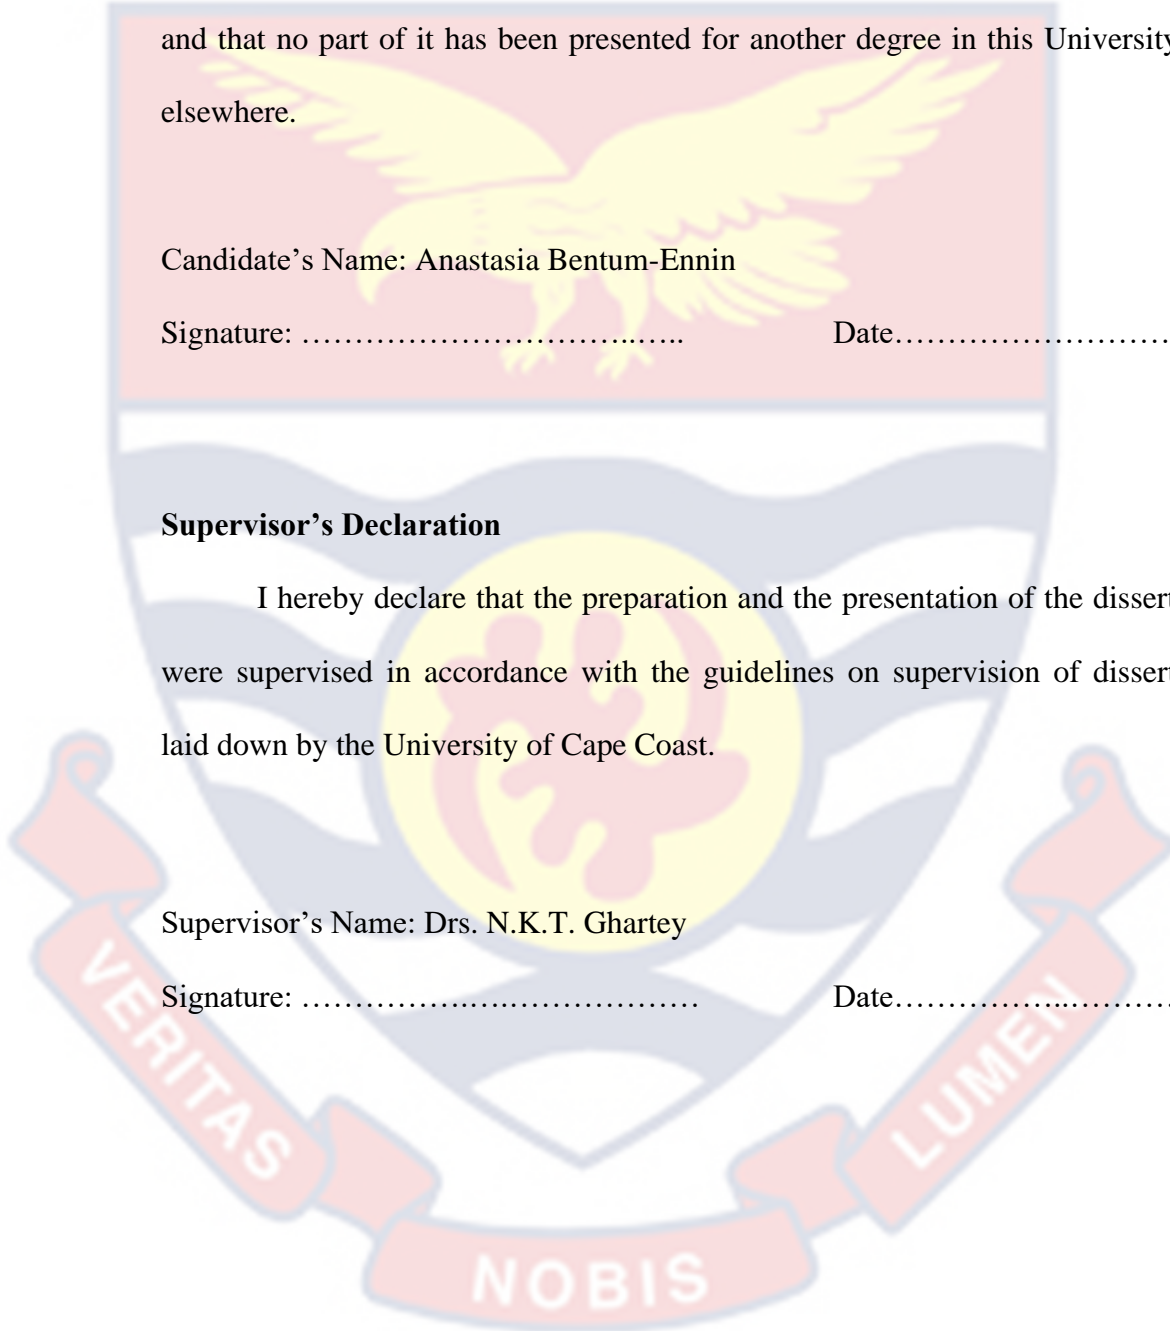 and that no part of it has been presented for another degree in this University
elsewhere.
Candidate’s Name: Anastasia Bentum-Ennin
Signature: …………………………..….. Date……………………….
Supervisor’s Declaration
I hereby declare that the preparation and the presentation of the
were supervised in accordance with the guidelines on supervision of
laid down by the University of Cape Coast.
Supervisor’s Name: Drs. N.K.T. Ghartey
Signature: ……………..….……………… Date……………..……….
VERITAS
NOBIS
LUMEN